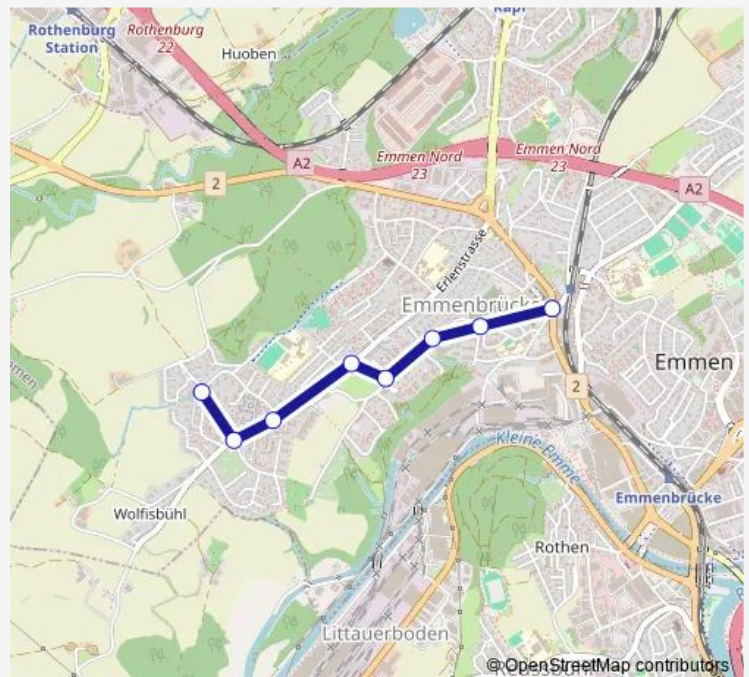 Rothenburg
Station
Rothenburg
22
Kapf
Huoben
2
A2
Emmen Nord
23
Emmen Nord
23
A2
Erlenstrasse
Emmenbrücke
Emmen
2
Kleine Emme
Emmenbrücke
Wolfisbühl
Rothen
Littauerboden
© OpenStreetMap contributors